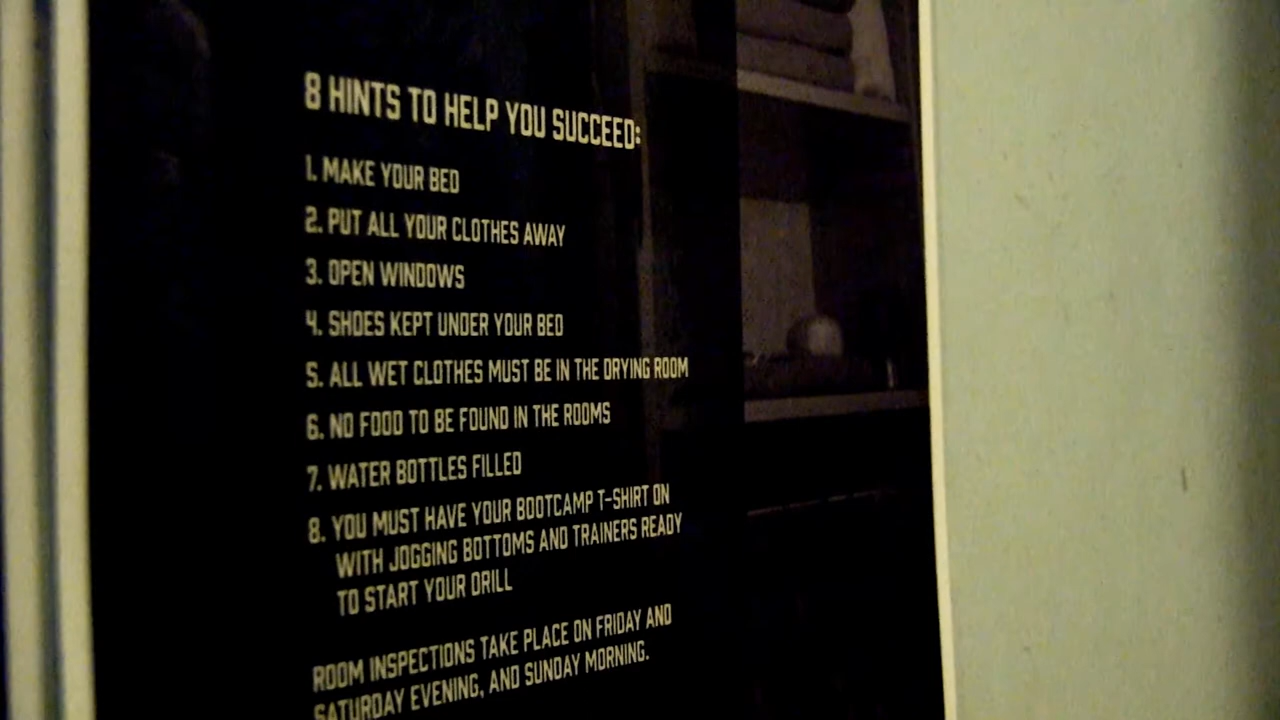 8 HINTS TO HELP YOU SUCCEED:
1. MAKE YOUR BED
2. PUT ALL YOUR CLOTHES AWAY
3. OPEN WINDOWS
4. SHOES KEPT UNDER YOUR BED
5. ALL WET CLOTHES MUST BE IN THE DRYING ROOM
6. NO FOOD TO BE FOUND IN THE ROOMS
7. WATER BOTTLES FILLED
8. YOU MUST HAVE YOUR BOOTCAMP T-SHIRT ON
WITH JOGGING BOTTOMS AND TRAINERS READY
TO START YOUR DRILL
ROOM INSPECTIONS TAKE PLACE ON FRIDAY AND
SATURDAY EVENING, AND SUNDAY MORNING.